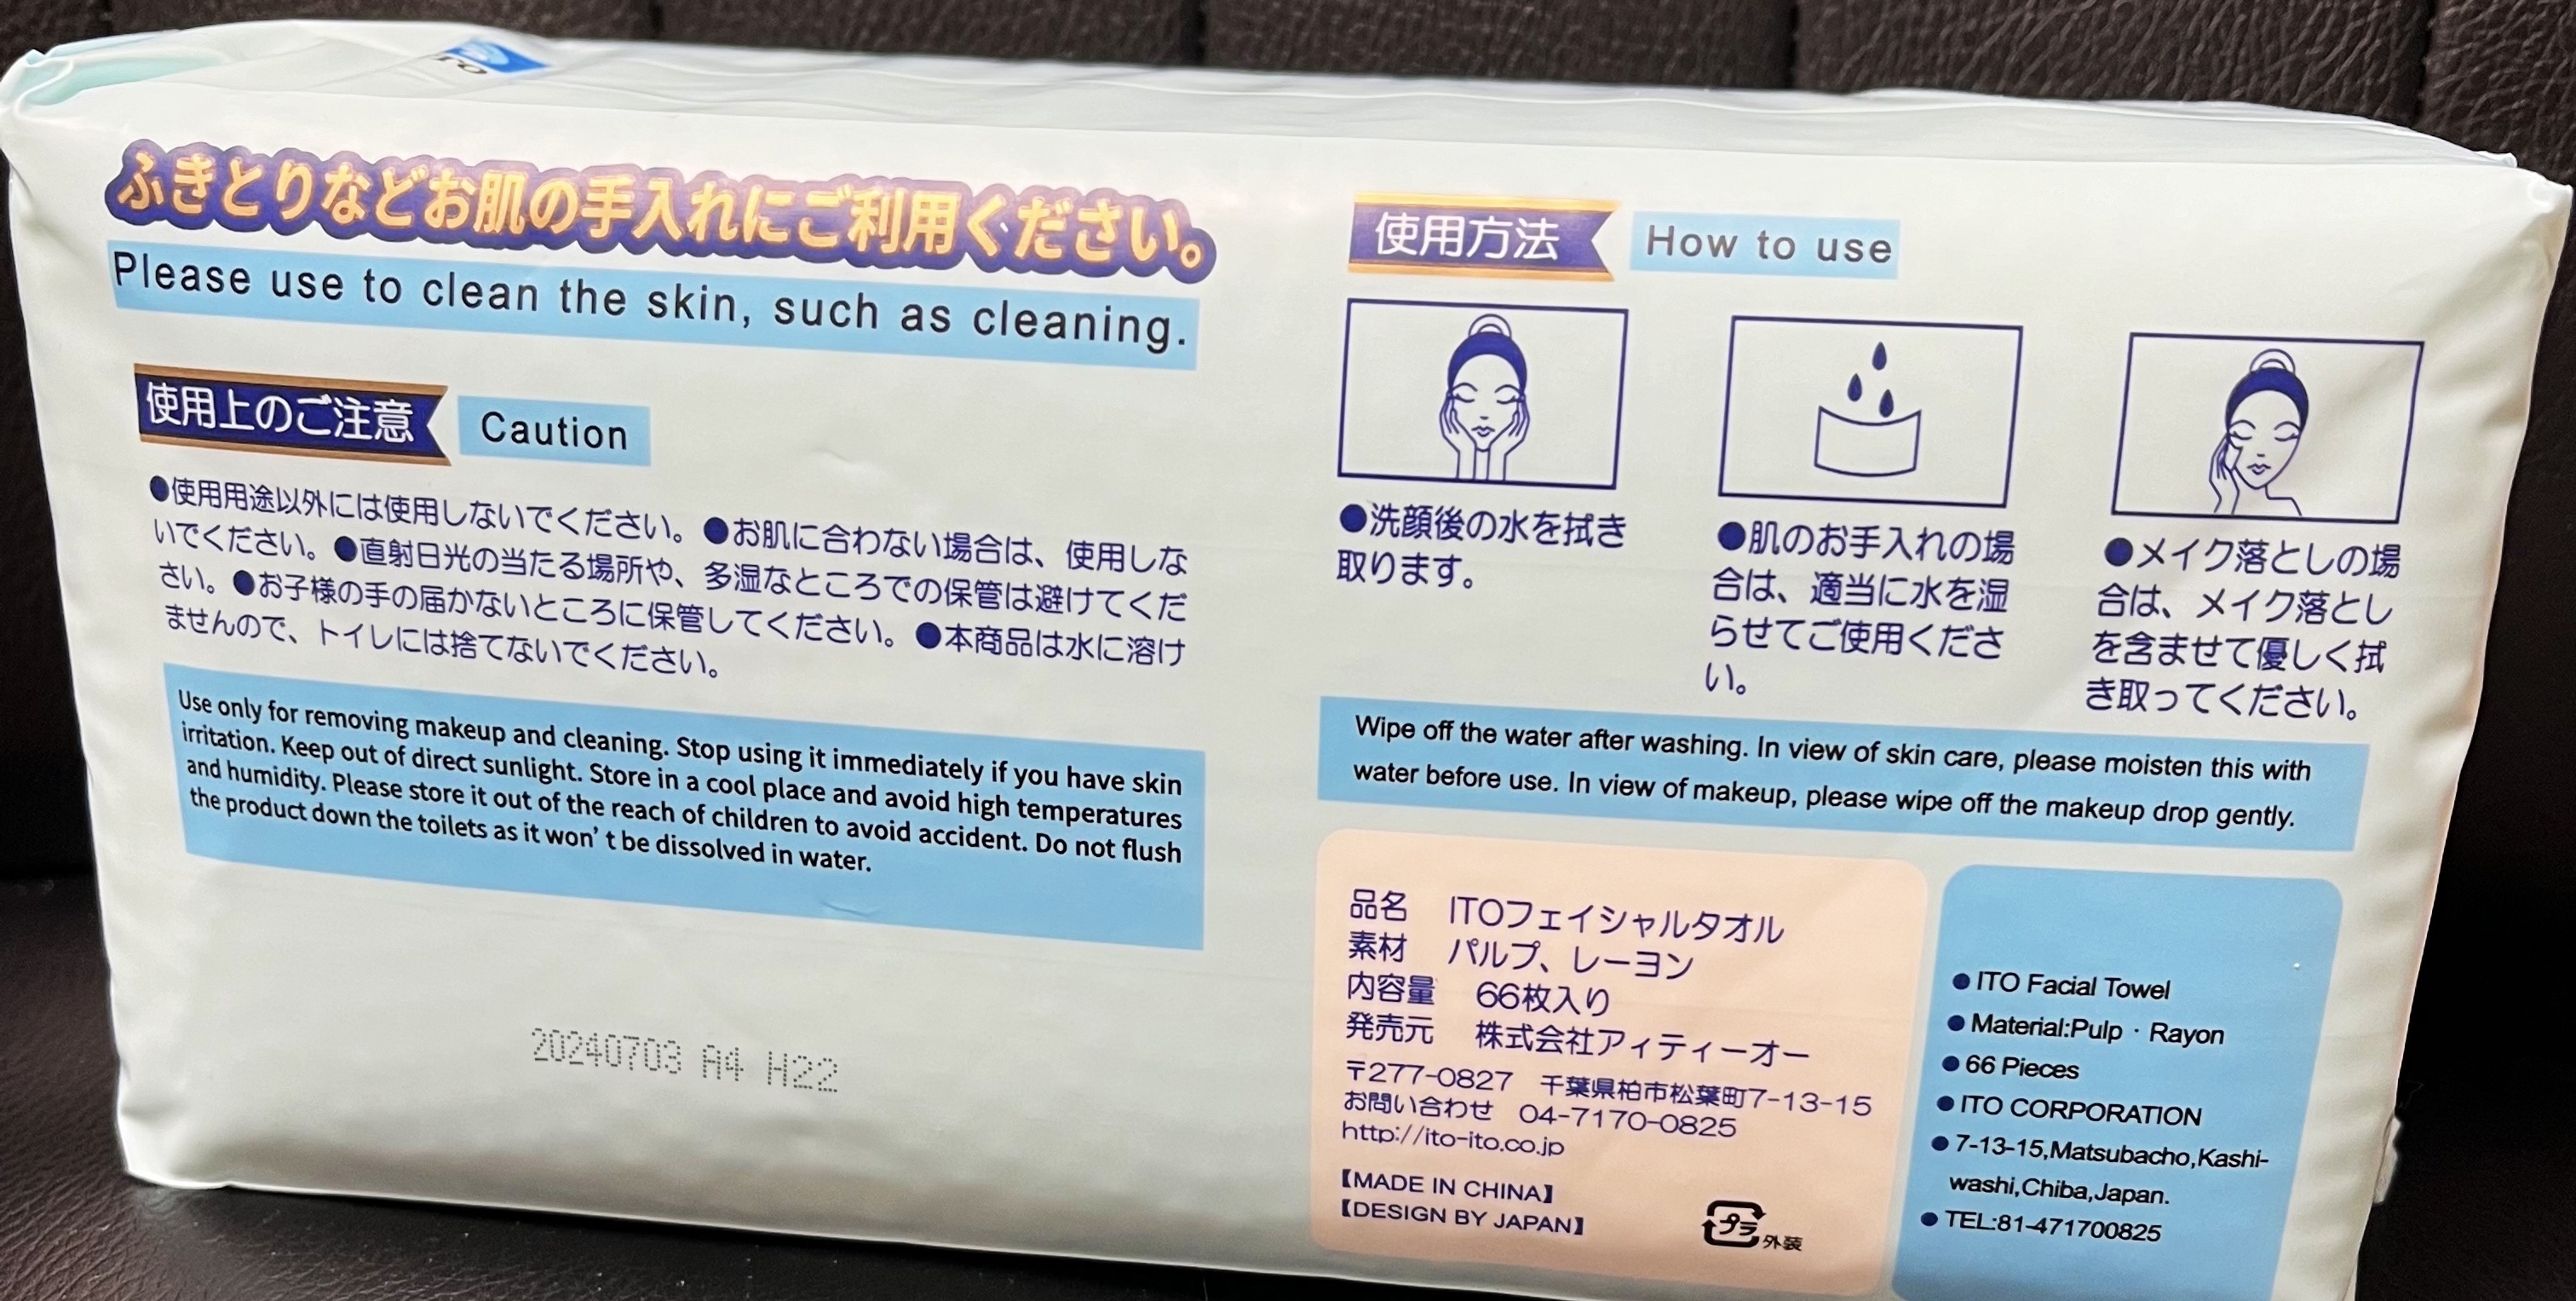 ふきとりなどお肌の手入れにご利用ください。
Please use to clean the skin, such as cleaning.
使用上のご注意
Caution
●使用用途以外には使用しないでください。●お肌に合わない場合は、使用しな
いでください。●直射日光の当たる場所や、多湿なところでの保管は避けてくだ
さい。●お子様の手の届かないところに保管してください。●本商品は水に溶け
ませんので、トイレには捨てないでください。
Use only for removing makeup and cleaning. Stop using it immediately if you have skin
irritation. Keep out of direct sunlight. Store in a cool place and avoid high temperatures
and humidity. Please store it out of the reach of children to avoid accident. Do not flush
the product down the toilets as it won’t be dissolved in water.
20240703 A4 H22
使用方法
How to use
●洗顔後の水を拭き
取ります。
●肌のお手入れの場
合は、適当に水を湿
らせてご使用くださ
い。
●メイク落としの場
合は、メイク落とし
を含ませて優しく拭
き取ってください。
Wipe off the water after washing. In view of skin care, please moisten this with
water before use. In view of makeup, please wipe off the makeup drop gently.
品名 ITOフェイシャルタオル
素材 パルプ、レーヨン
内容量 66枚入り
発売元 株式会社アィティーオー
〒277-0827 千葉県柏市松葉町7-13-15
お問い合わせ 04-7170-0825
http://ito-ito.co.jp
【MADE IN CHINA】
【DESIGN BY JAPAN】
プラ
外装
● ITO Facial Towel
● Material:Pulp · Rayon
● 66 Pieces
● ITO CORPORATION
● 7-13-15,Matsubacho,Kashi-
washi,Chiba,Japan.
● TEL:81-471700825